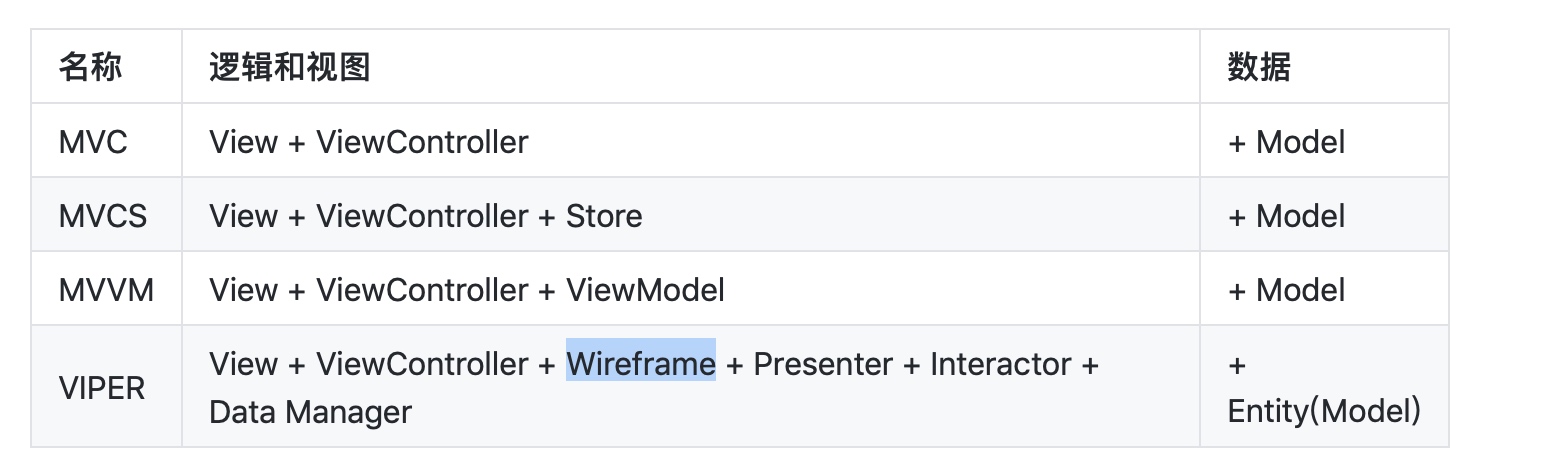 名称 逻辑和视图 数据
MVC View + ViewController + Model
MVCS View + ViewController + Store + Model
MVVM View + ViewController + ViewModel + Model
VIPER View + ViewController + Wireframe + Presenter + Interactor +
Data Manager
+
Entity(Model)